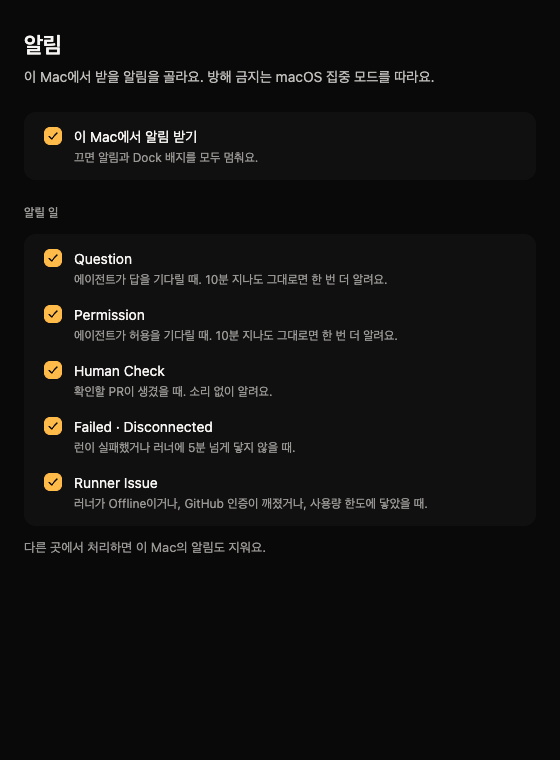 알림
이 Mac에서 받을 알림을 골라요. 방해 금지는 macOS 집중 모드를 따라요.
이 Mac에서 알림 받기
끄면 알림과 Dock 배지를 모두 멈춰요.
알릴 일
Question
에이전트가 답을 기다릴 때. 10분 지나도 그대로면 한 번 더 알려요.
Permission
에이전트가 허용을 기다릴 때. 10분 지나도 그대로면 한 번 더 알려요.
Human Check
확인할 PR이 생겼을 때. 소리 없이 알려요.
Failed · Disconnected
런이 실패했거나 러너에 5분 넘게 닿지 않을 때.
Runner Issue
러너가 Offline이거나, GitHub 인증이 깨졌거나, 사용량 한도에 닿았을 때.
다른 곳에서 처리하면 이 Mac의 알림도 지워요.